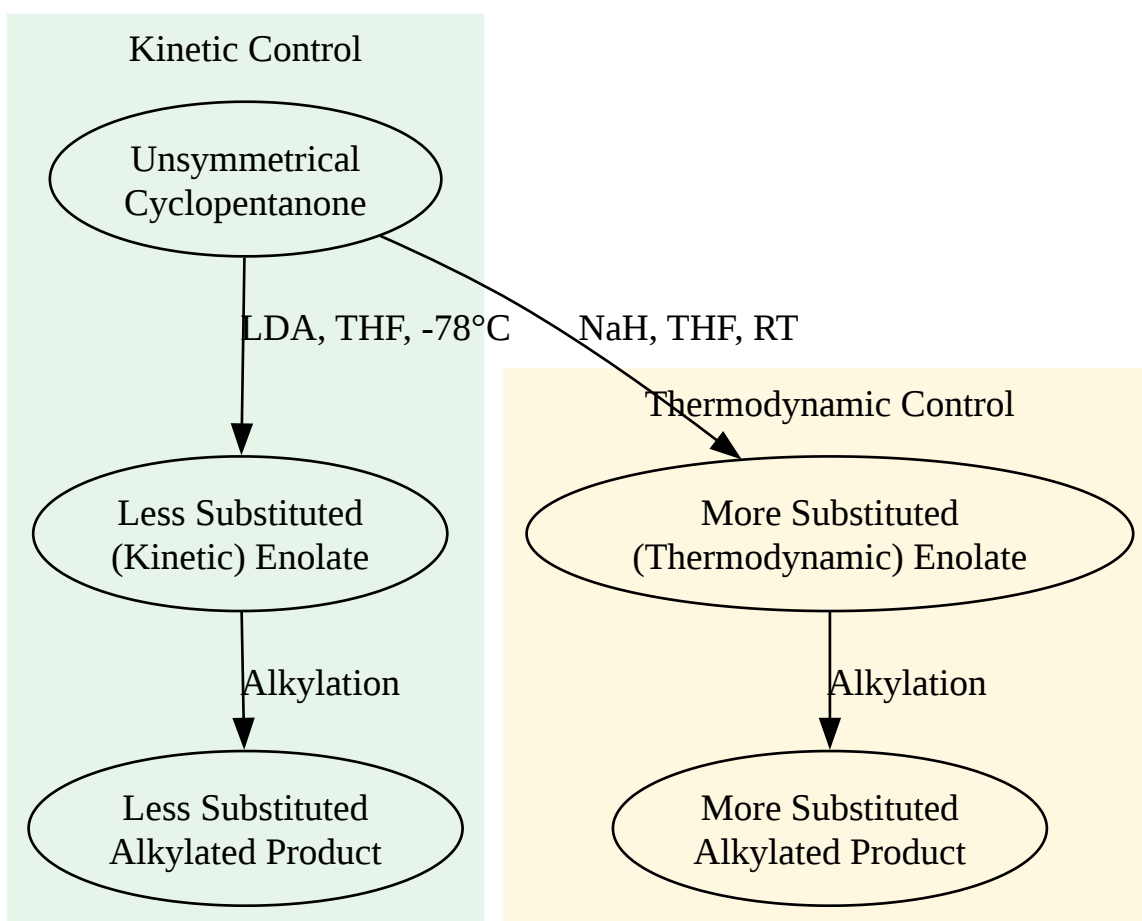 Kinetic Control
Unsymmetrical
Cyclopentanone
LDA, THF, -78°C
NaH, THF, RT
Thermodynamic Control
Less Substituted
(Kinetic) Enolate
More Substituted
(Thermodynamic) Enolate
Alkylation
Alkylation
Less Substituted
Alkylated Product
More Substituted
Alkylated Product